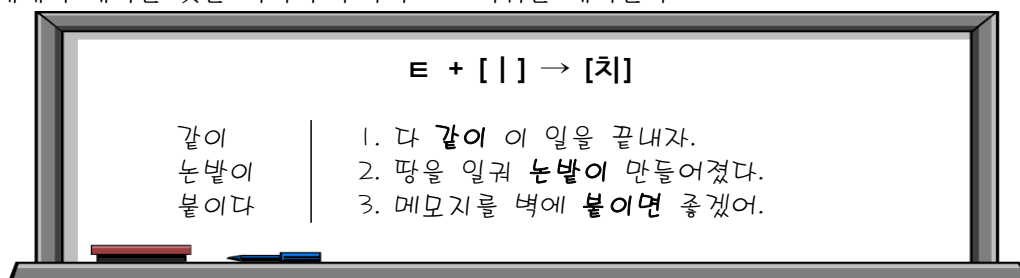 ㅌ + [ㅣ] → [치]
같이
논밭이
붙이다
1. 다 같이 이 일을 끝내자.
2. 땅을 일궈 논밭이 만들어졌다.
3. 메모지를 벽에 붙이면 좋겠어.